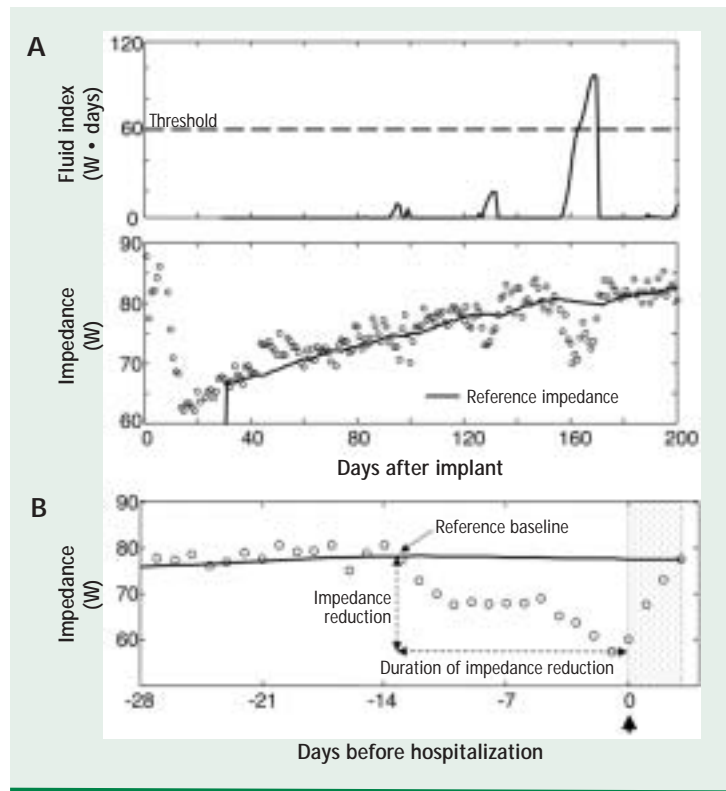 A
120
Fluid index
(W • days)
Threshold
60
0
90
Impedance
(W)
80
70
60
Reference impedance
0 40 80 120 160 200
Days after implant
B
90
Reference baseline
80
Impedance
(W)
Impedance
reduction
70
60
Duration of impedance reduction
-28 -21 -14 -7 0
Days before hospitalization